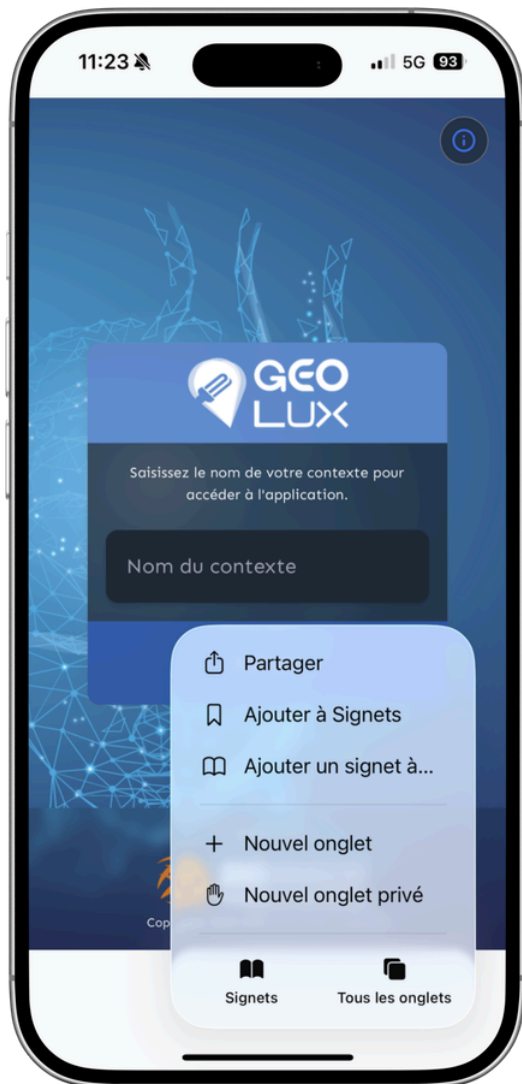 11:23
5G 93
GEO
LUX
Saisissez le nom de votre contexte pour
accéder à l'application.
Nom du contexte
Partager
Ajouter à Signets
Ajouter un signet à...
Nouvel onglet
Nouvel onglet privé
Cop
Signets
Tous les onglets